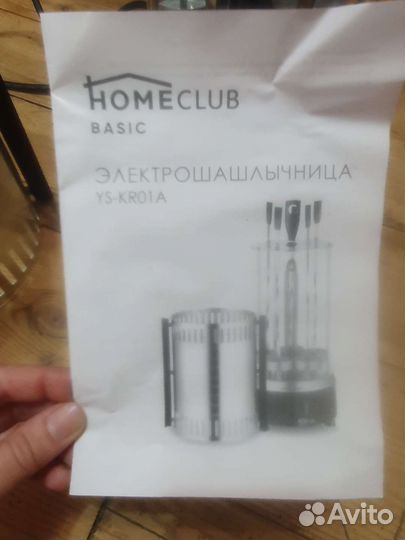 HOMECLUB
BASIC
ЭЛЕКТРОШАШЛЫЧНИЦА
YS-KR01A
Avito